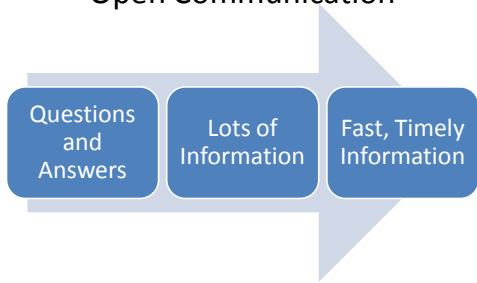 Open Communication
Questions
and
Answers
Lots of
Information
Fast, Timely
Information